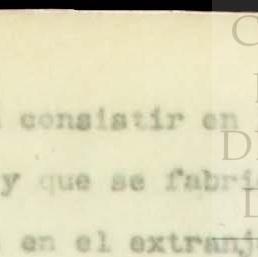 consistir en
y que se fabri
en el extranj